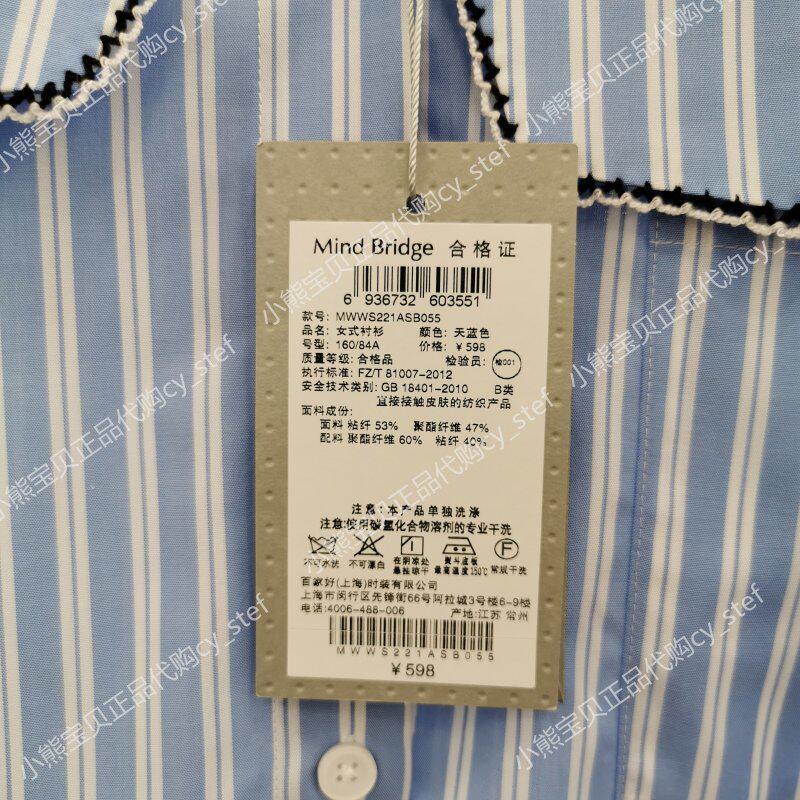 Mind Bridge 合格证
6 936732 603551
款号: MWWS221ASB055
品名: 女式衬衫 颜色: 天蓝色
号型: 160/84A 价格: ￥598
质量等级: 合格品 检验员: 检001
执行标准: FZ/T 81007-2012
安全技术类别: GB 18401-2010 B类
直接接触皮肤的纺织产品
面料成份:
面料 粘纤 53% 聚酯纤维 47%
配料 聚酯纤维 60% 粘纤 40%
注意:本产品单独洗涤
注意:使用碳氢化合物溶剂的专业干洗
不可水洗 不可漂白 在阴凉处悬挂晾干 熨斗底板最高温度150℃ 常规干洗
百家好(上海)时装有限公司
上海市闵行区先锋街66号阿拉城3号楼6-9楼
电话:4006-488-006 产地:江苏 常州
MWWS221ASB055
￥598
小熊宝贝正品代购cy_stef